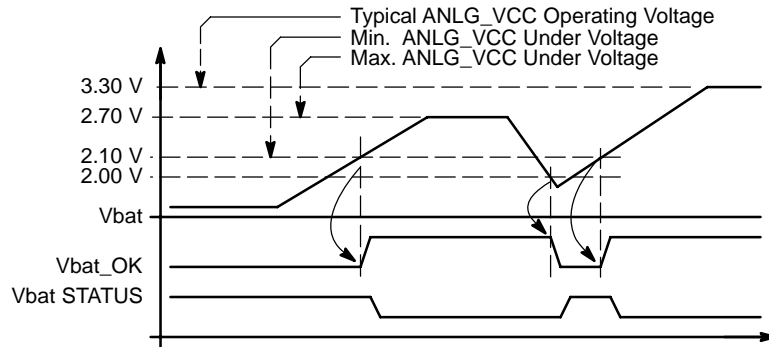 Typical ANLG_VCC Operating Voltage
Min. ANLG_VCC Under Voltage
Max. ANLG_VCC Under Voltage
3.30 V
2.70 V
2.10 V
2.00 V
Vbat
Vbat_OK
Vbat STATUS